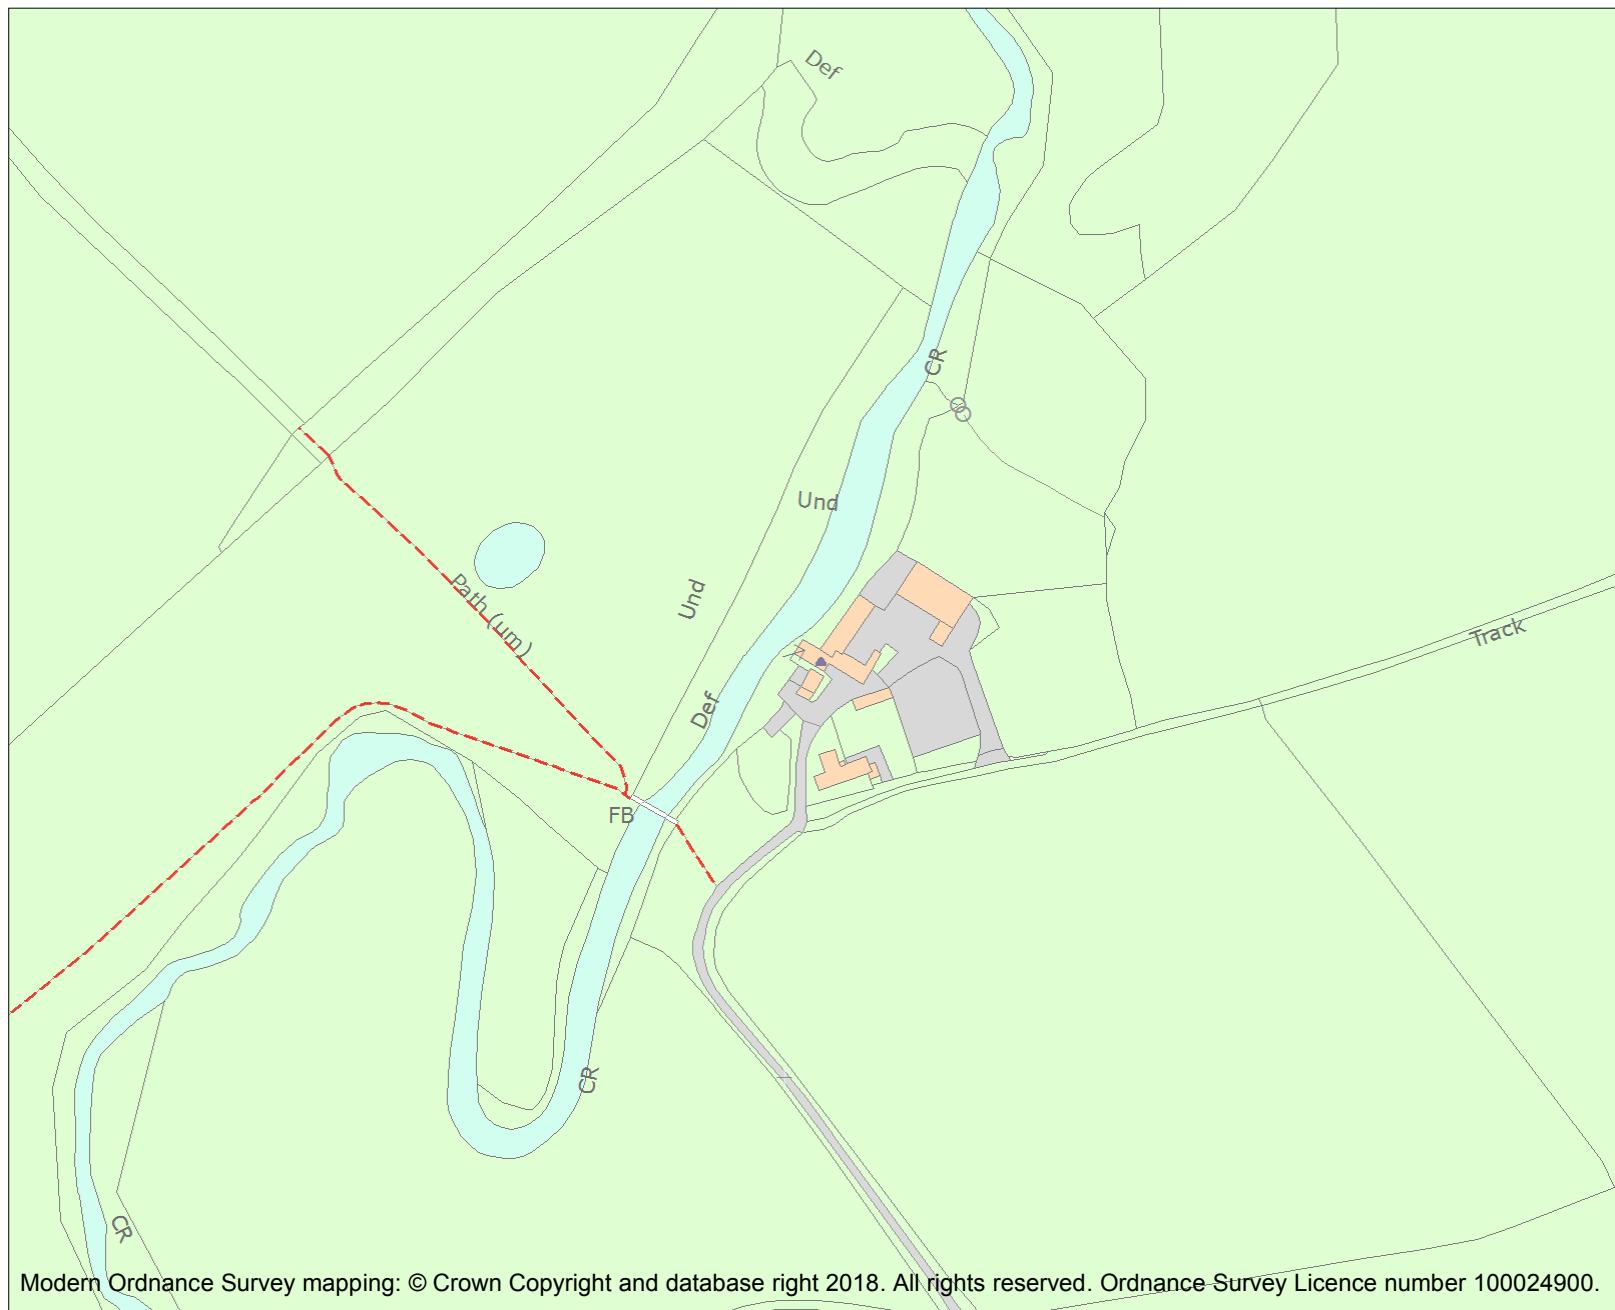 Def
CR
Und
Path (um)
Und
Track
Def
FB
CR
CR
Modern Ordnance Survey mapping: © Crown Copyright and database right 2018. All rights reserved. Ordnance Survey Licence number 100024900.